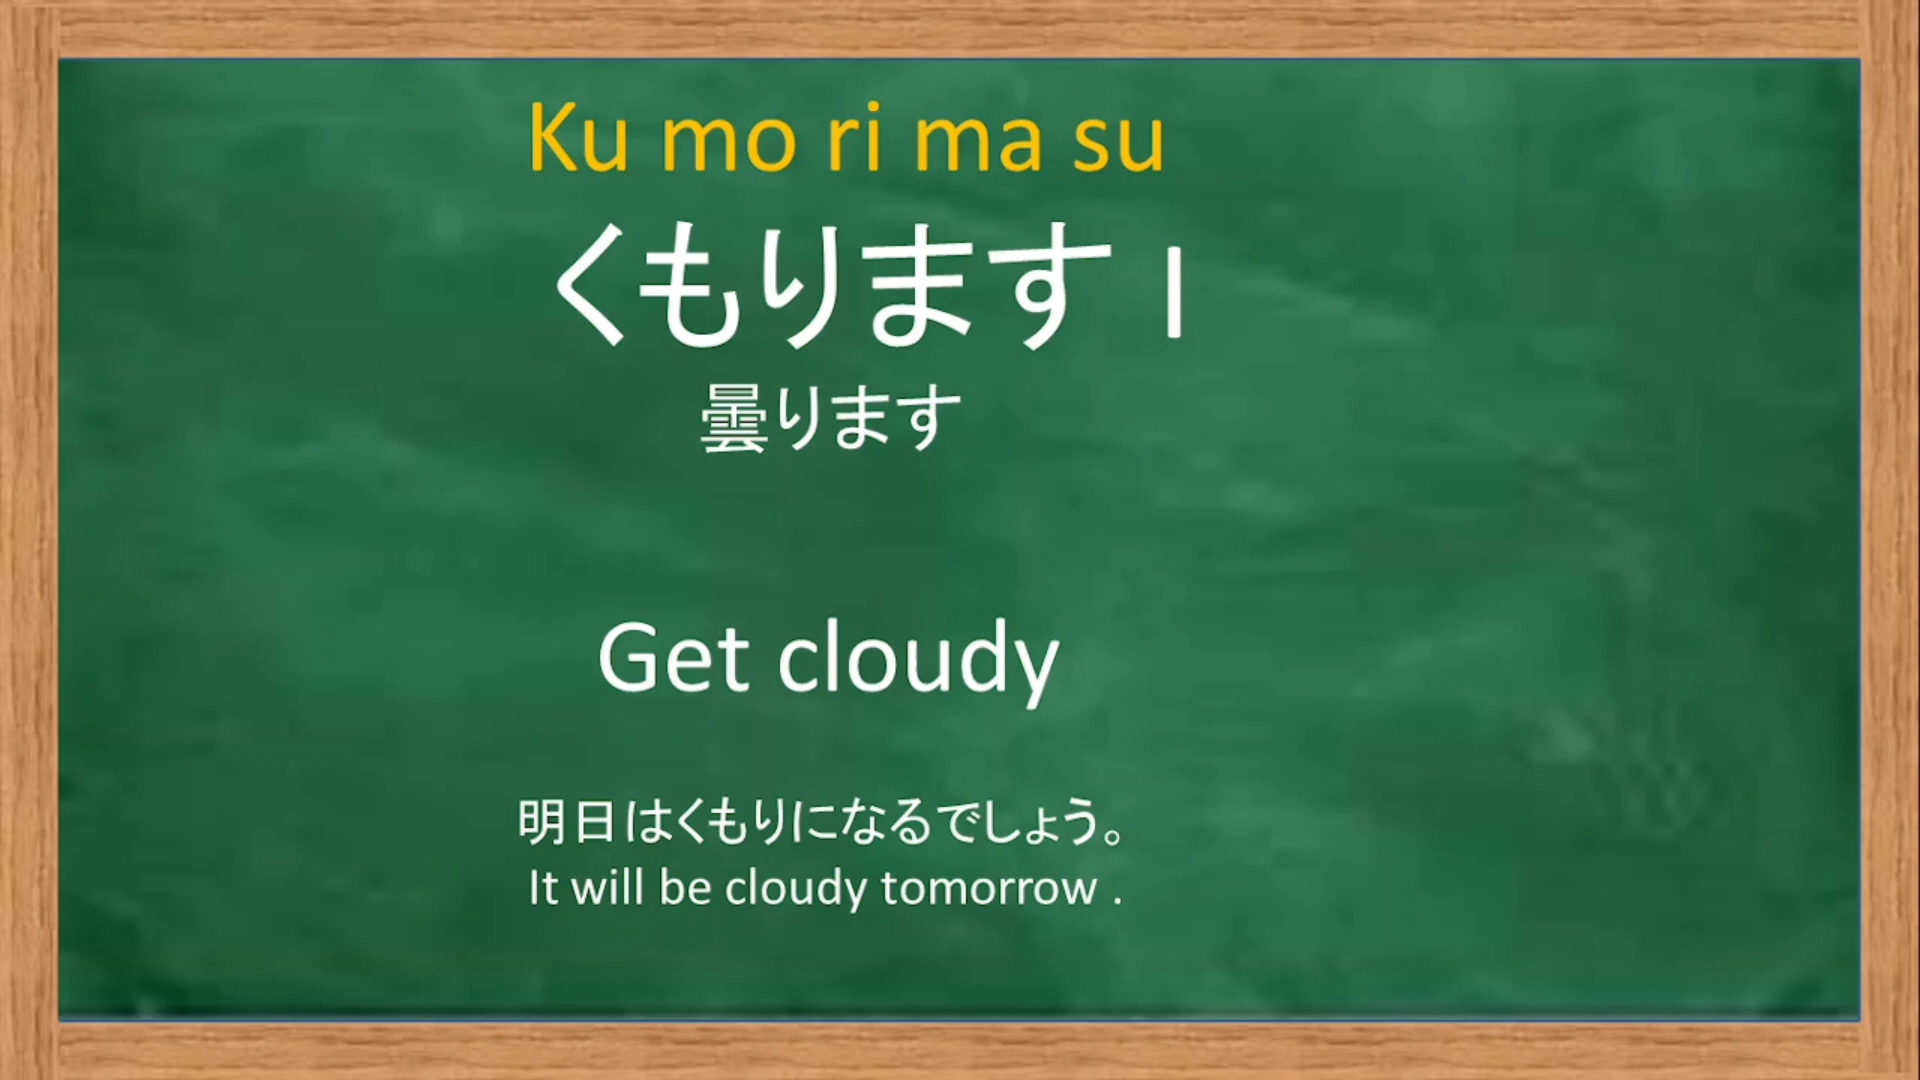 Ku mo ri ma su
くもります I
曇ります
Get cloudy
明日はくもりになるでしょう。
It will be cloudy tomorrow .